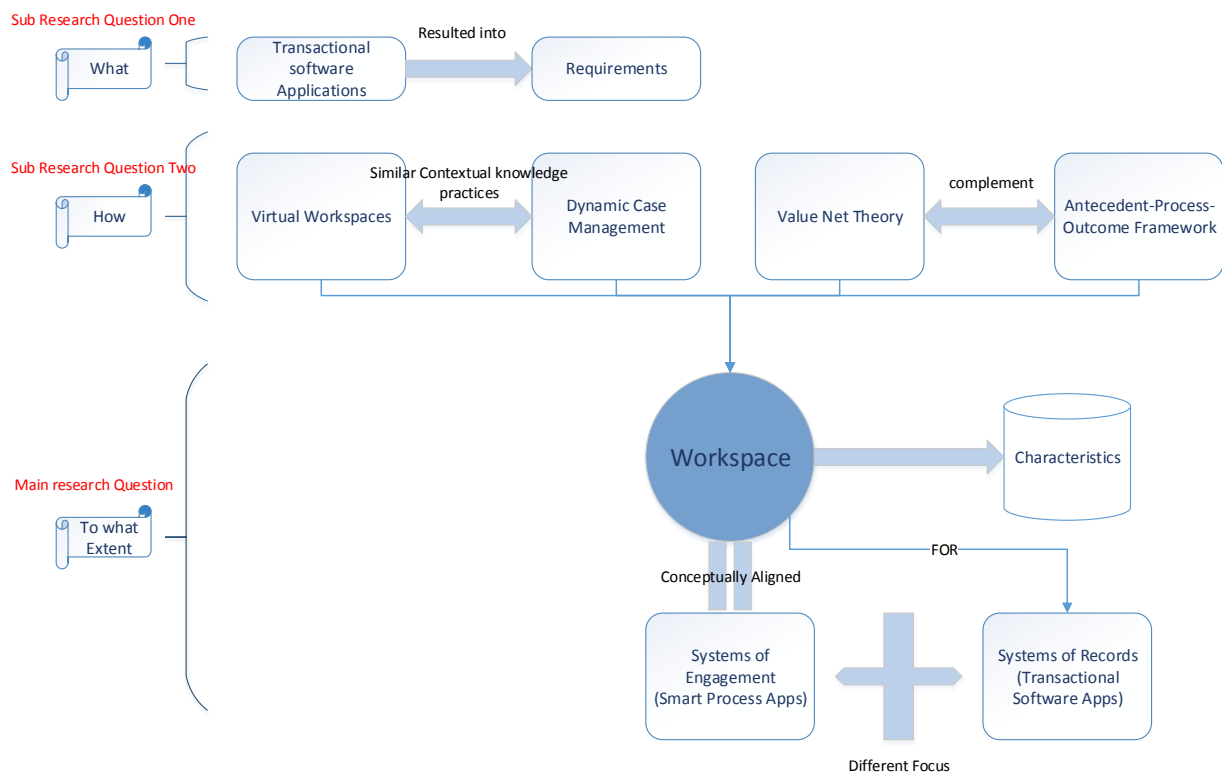 Sub Research Question One
What
Transactional
software
Applications
Resulted into
Requirements
Sub Research Question Two
How
Virtual Workspaces
Similar Contextual knowledge
practices
Dynamic Case
Management
Value Net Theory
complement
Antecedent-Process-
Outcome Framework
Main research Question
To what
Extent
Workspace
Characteristics
FOR
Conceptually Aligned
Systems of
Engagement
(Smart Process Apps)
Systems of Records
(Transactional
Software Apps)
Different Focus